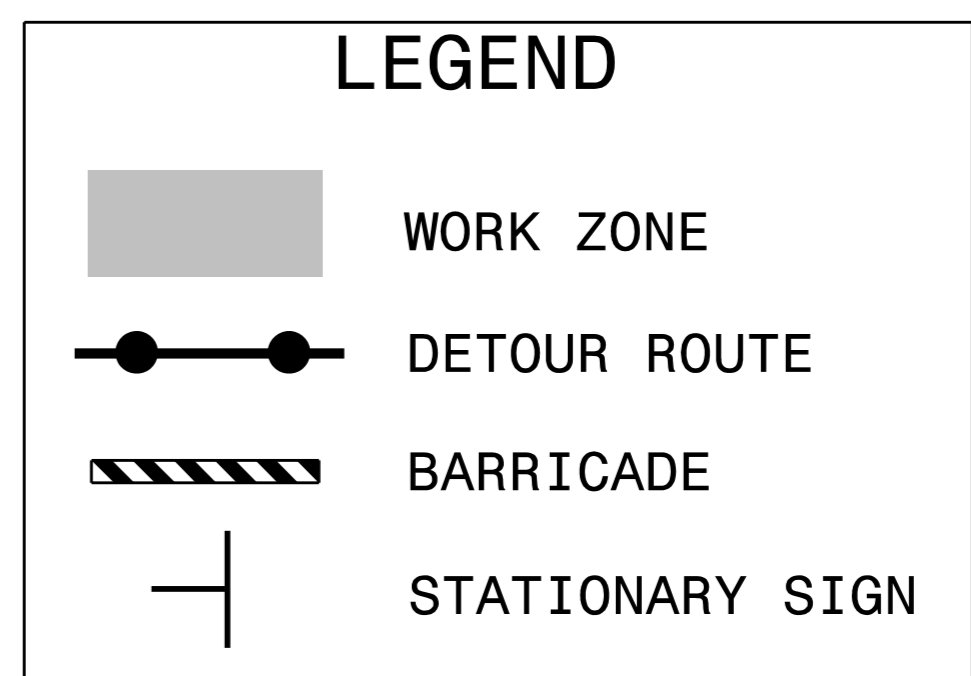 LEGEND
WORK ZONE
DETOUR ROUTE
BARRICADE
STATIONARY SIGN